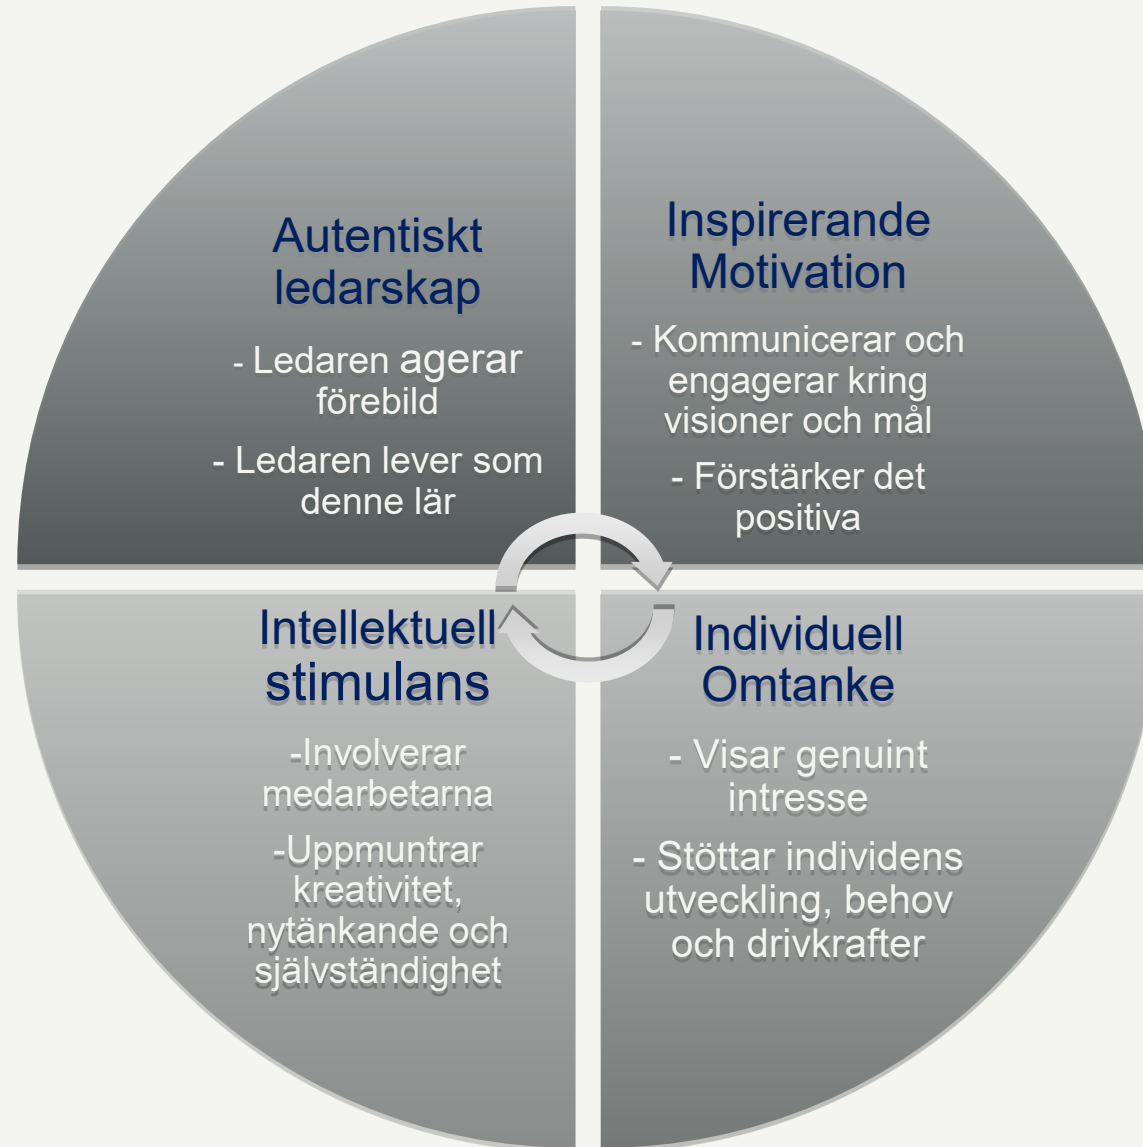 Autentiskt
ledarskap
- Ledaren agerar
förebild
- Ledaren lever som
denne lär
Inspirerande
Motivation
- Kommunicerar och
engagerar kring
visioner och mål
- Förstärker det
positiva
Intellektuell
stimulans
-Involverar
medarbetarna
-Uppmuntrar
kreativitet,
nytänkande och
självständighet
Individuell
Omtanke
- Visar genuint
intresse
- Stöttar individens
utveckling, behov
och drivkrafter